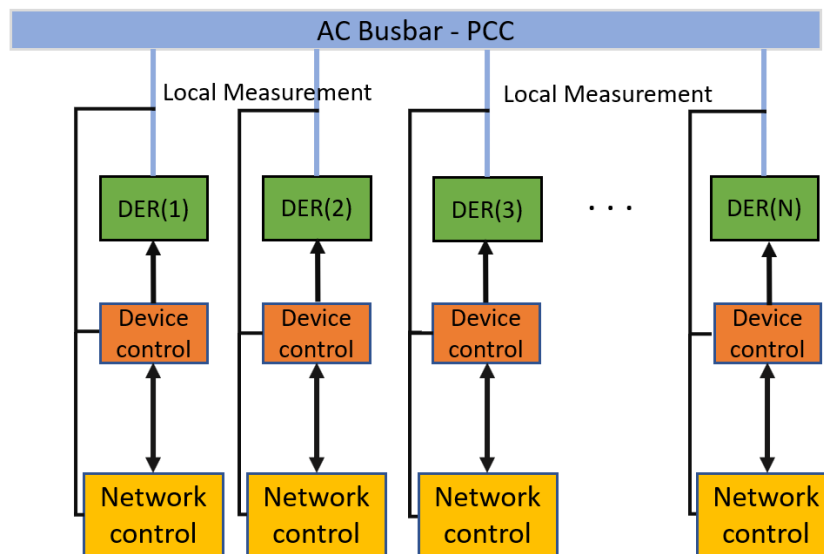 AC Busbar - PCC
Local Measurement
Local Measurement
DER(1)
DER(2)
DER(3)
. . .
DER(N)
Device
control
Device
control
Device
control
Device
control
Network
control
Network
control
Network
control
Network
control